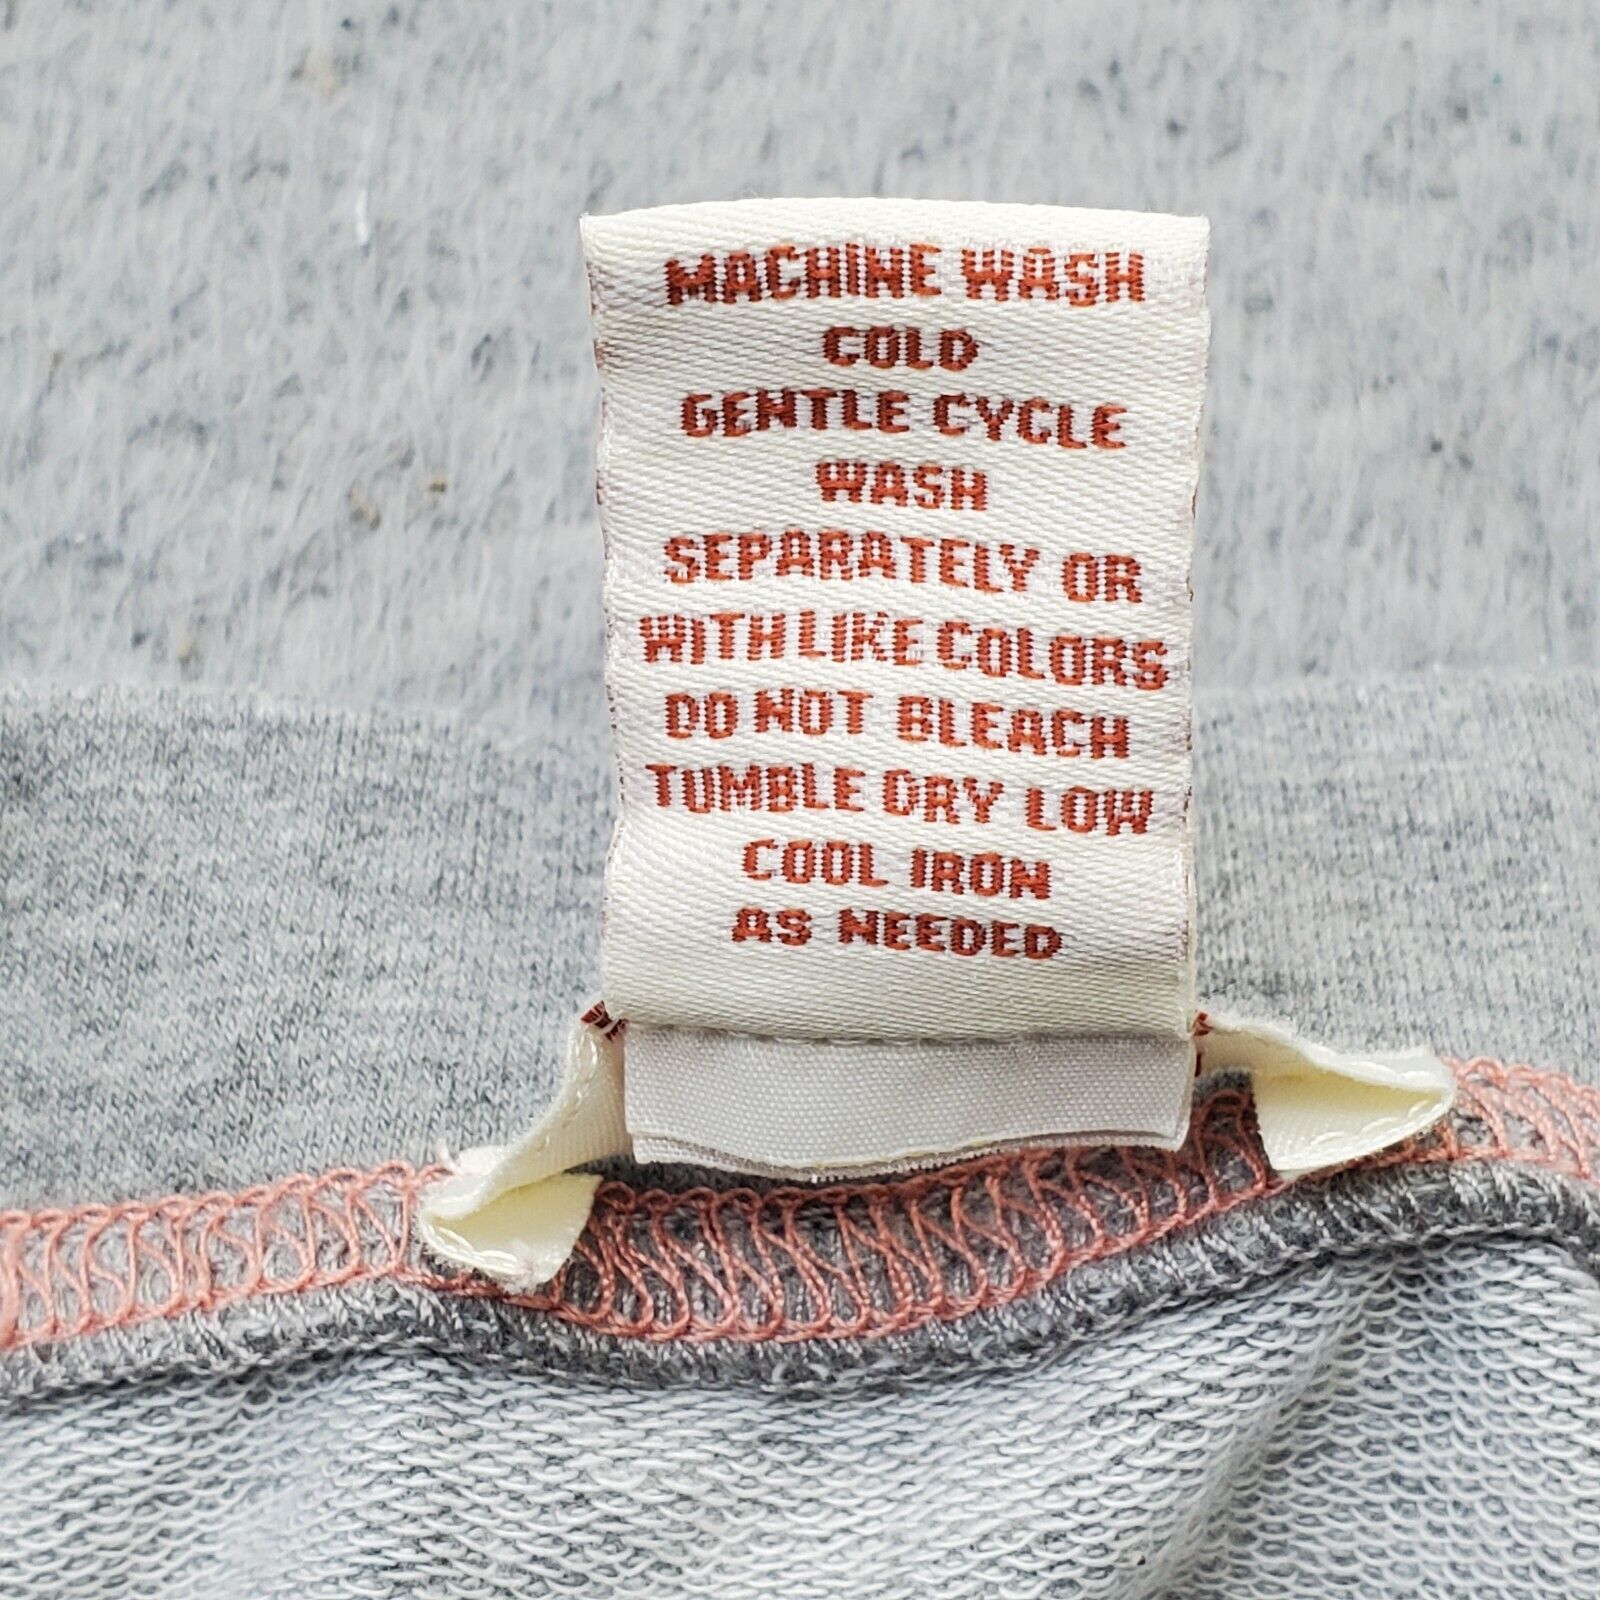 MACHINE WASH
COLD
GENTLE CYCLE
WASH
SEPARATELY OR
WITH LIKE COLORS
DO NOT BLEACH
TUMBLE DRY LOW
COOL IRON
AS NEEDED